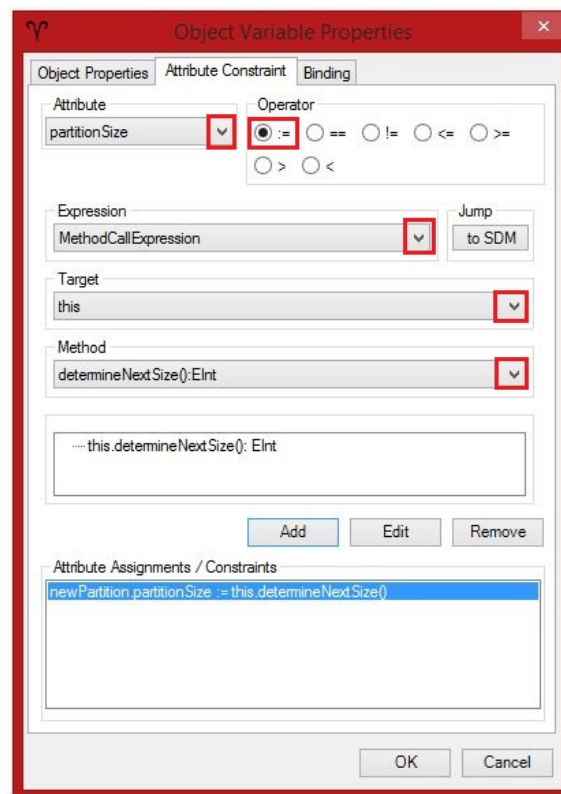 Object Variable Properties
Object Properties Attribute Constraint Binding
Attribute
partitionSize
Operator
:= == != <= >=
> <
Expression
MethodCallExpression
Jump
to SDM
Target
this
Method
determineNextSize():EInt
this.determineNextSize(): EInt
Add Edit Remove
Attribute Assignments / Constraints
newPartition.partitionSize := this.determineNextSize()
OK Cancel